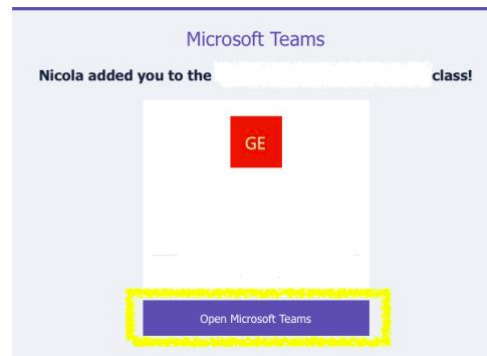 Microsoft Teams
Nicola added you to the class!
GE
Open Microsoft Teams